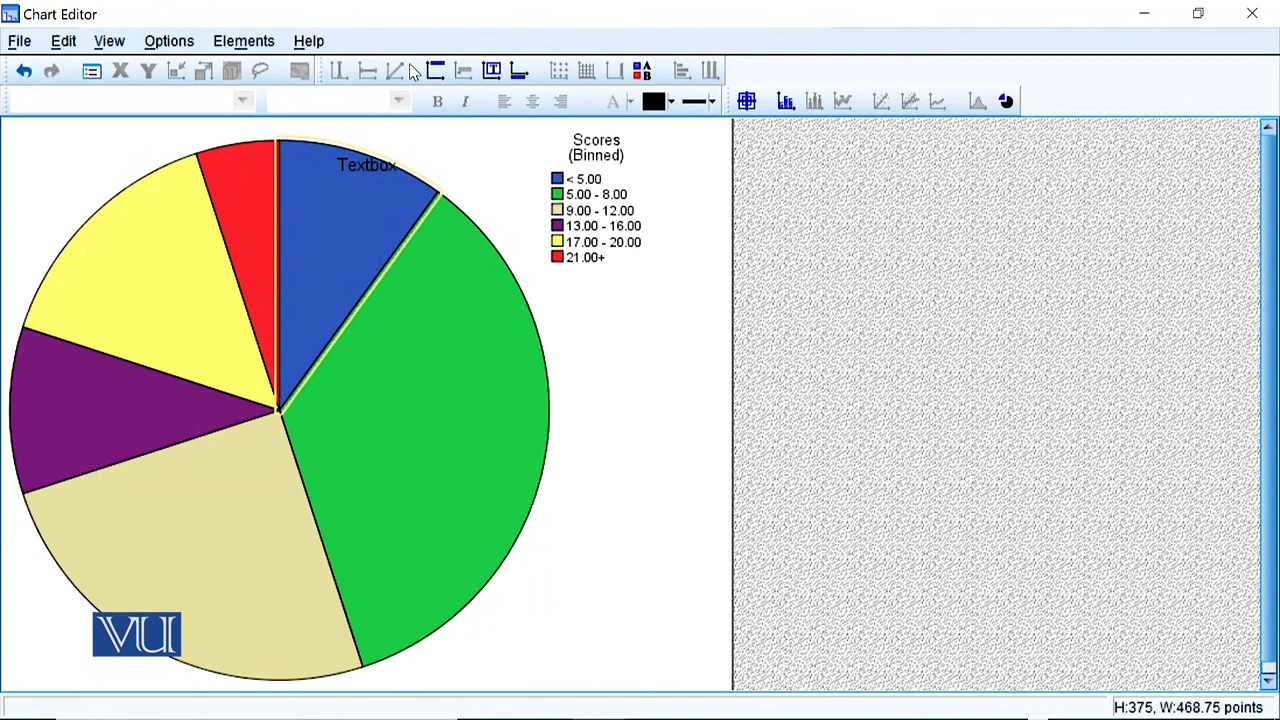 Chart Editor
File Edit View Options Elements Help
X Y T A B
B I A
Textbox
Scores
(Binned)
< 5.00
5.00 - 8.00
9.00 - 12.00
13.00 - 16.00
17.00 - 20.00
21.00+
VU
H:375, W:468.75 points